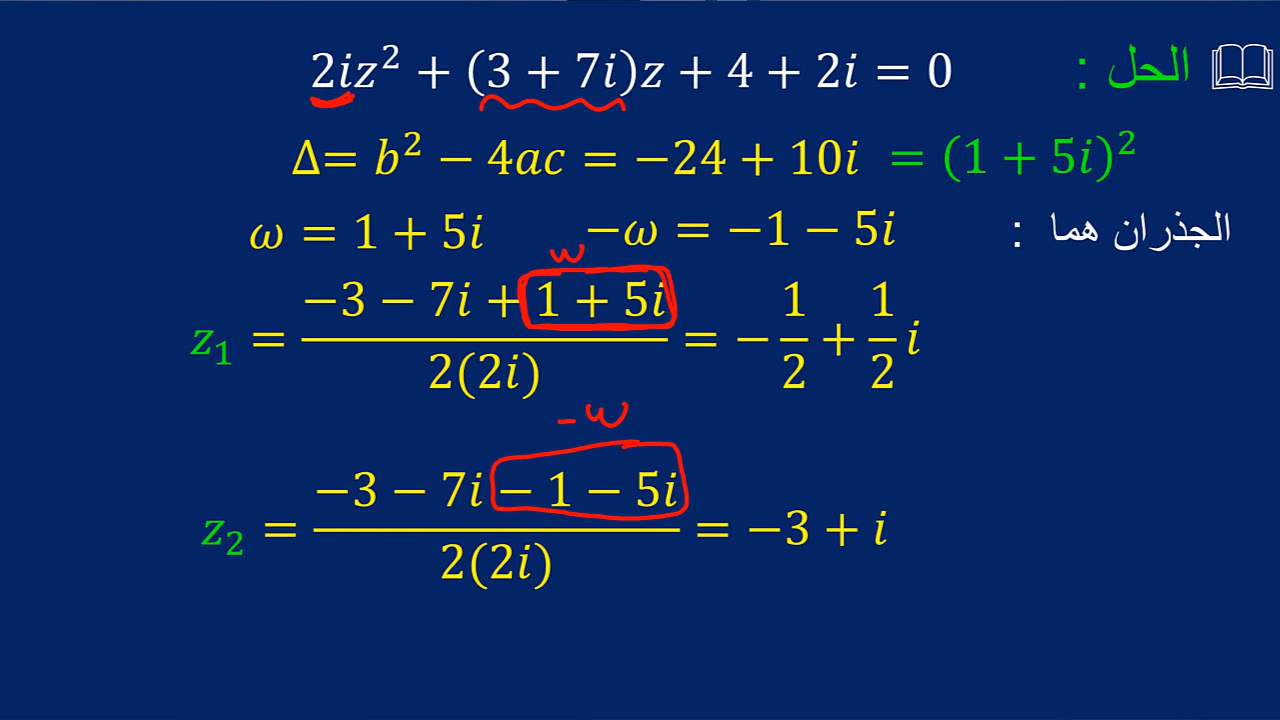 الحل : 2iz² + (3 + 7i)z + 4 + 2i = 0
Δ= b² − 4ac = −24 + 10i = (1 + 5i)²
الجذران هما : ω = 1 + 5i −ω = −1 − 5i
w
z₁ = (−3 − 7i + 1 + 5i)/(2(2i)) = −1/2 + 1/2 i
−w
z₂ = (−3 − 7i − 1 − 5i)/(2(2i)) = −3 + i